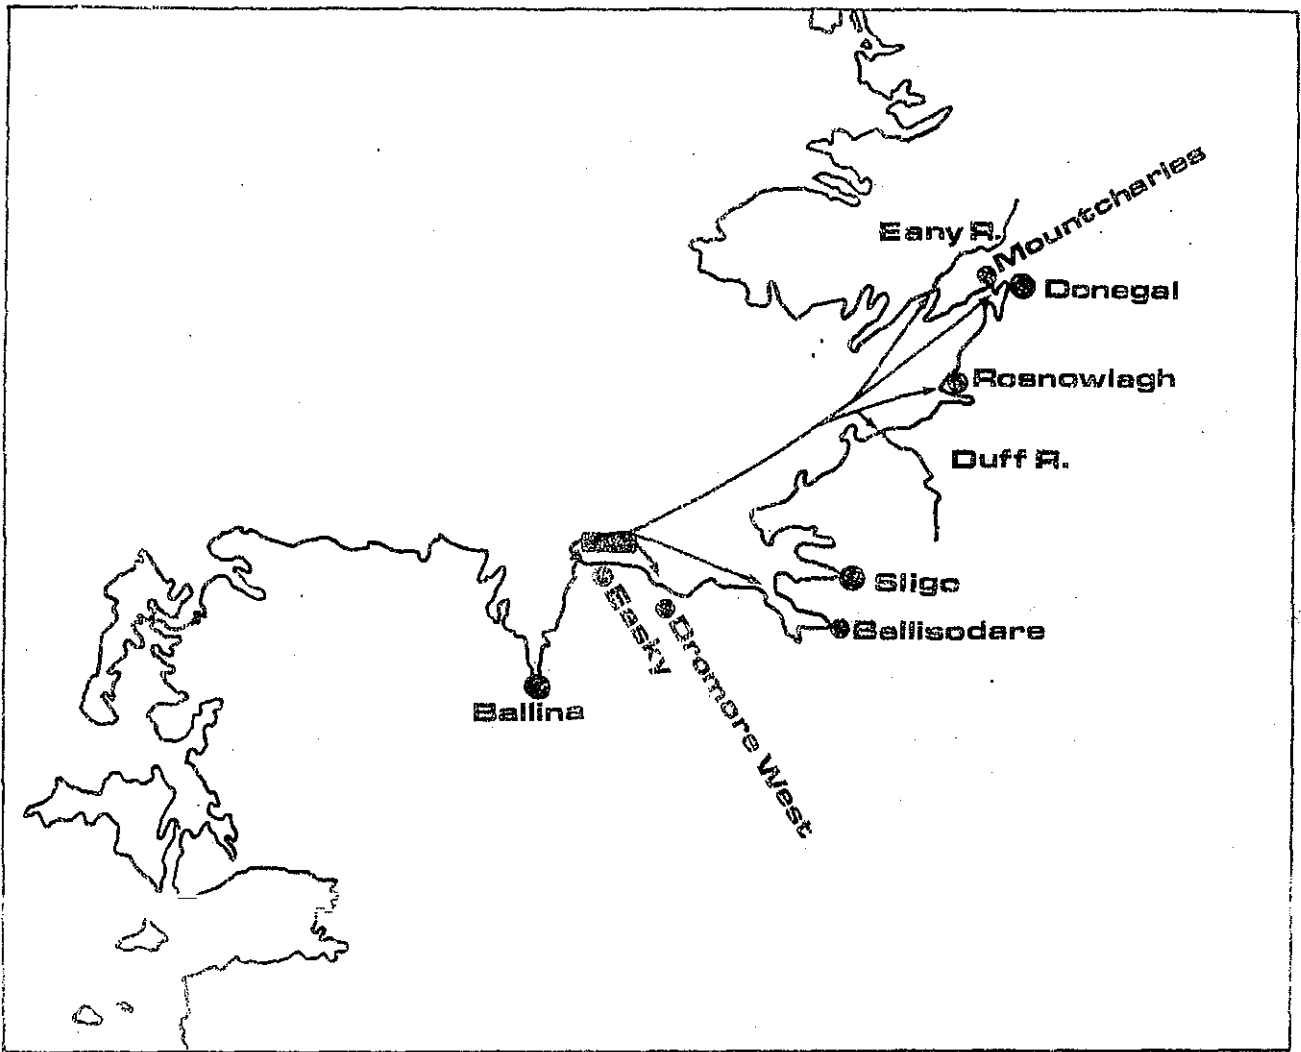 Eany R.
Mountcharles
Donegal
Rosnowlagh
Duff R.
Sligo
Ballisodare
Easky
Dromore West
Ballina